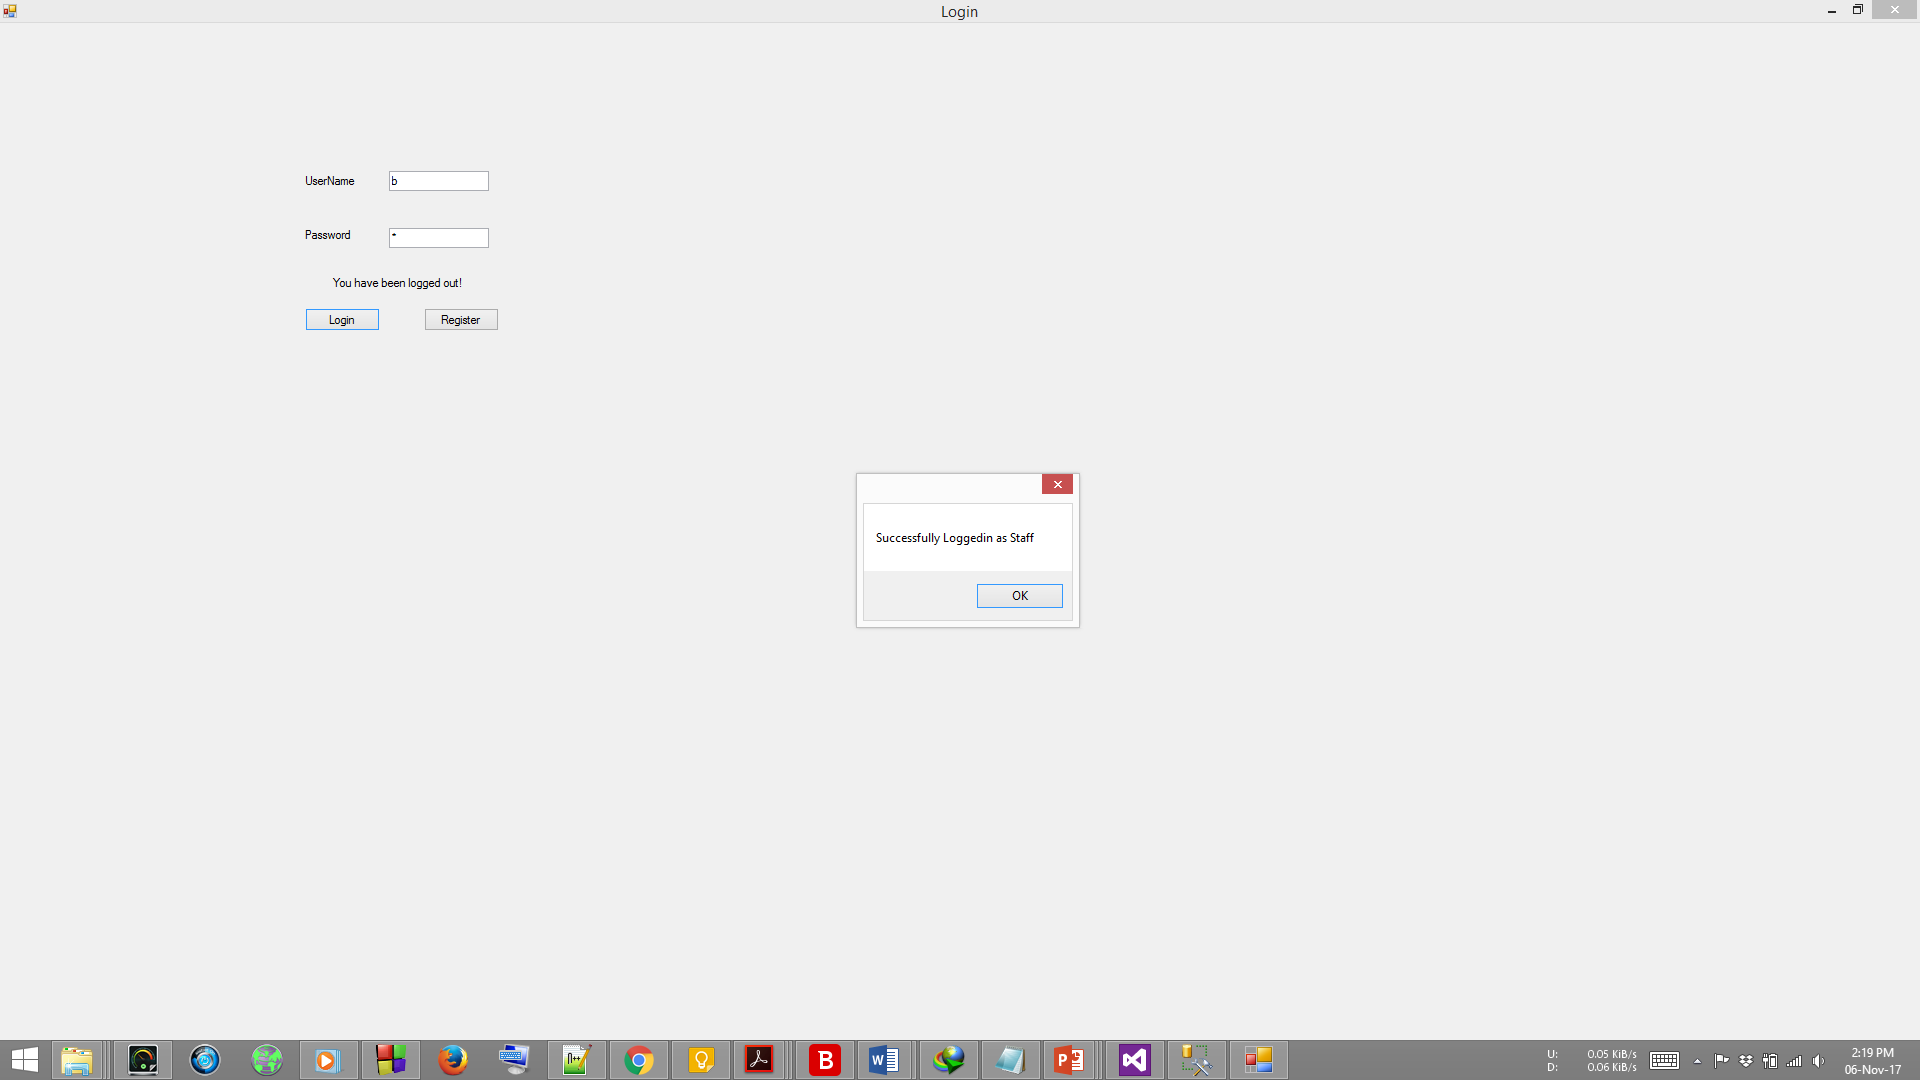 Login
UserName
b
Password
*
You have been logged out!
Login
Register
Successfully Loggedin as Staff
OK
U: 0.05 KiB/s
D: 0.06 KiB/s
2:19 PM
06-Nov-17